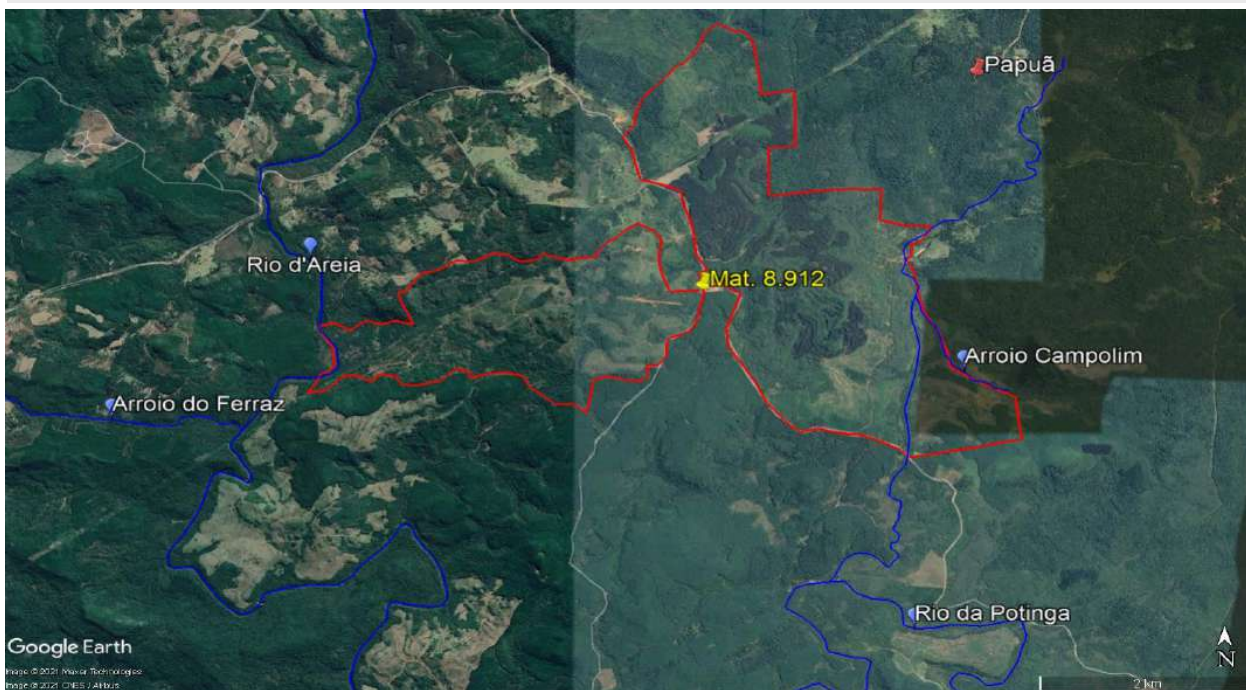 Papuã
Rio d'Areia
Mat. 8.912
Arroio Campolim
Arroio do Ferraz
Rio da Potinga
Google Earth
Image © 2021 Maxar Technologies
Image © 2021 CNES / Airbus
N
2 km